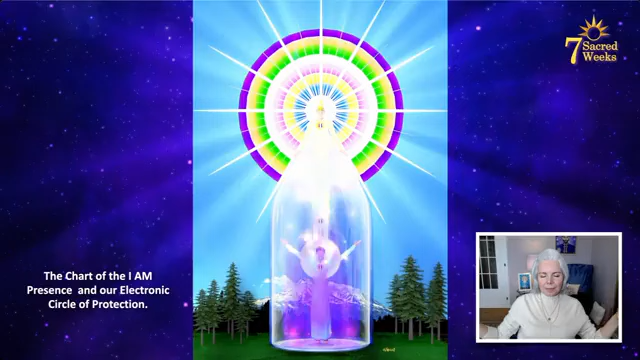 7 Sacred
Weeks
The Chart of the I AM
Presence and our Electronic
Circle of Protection.